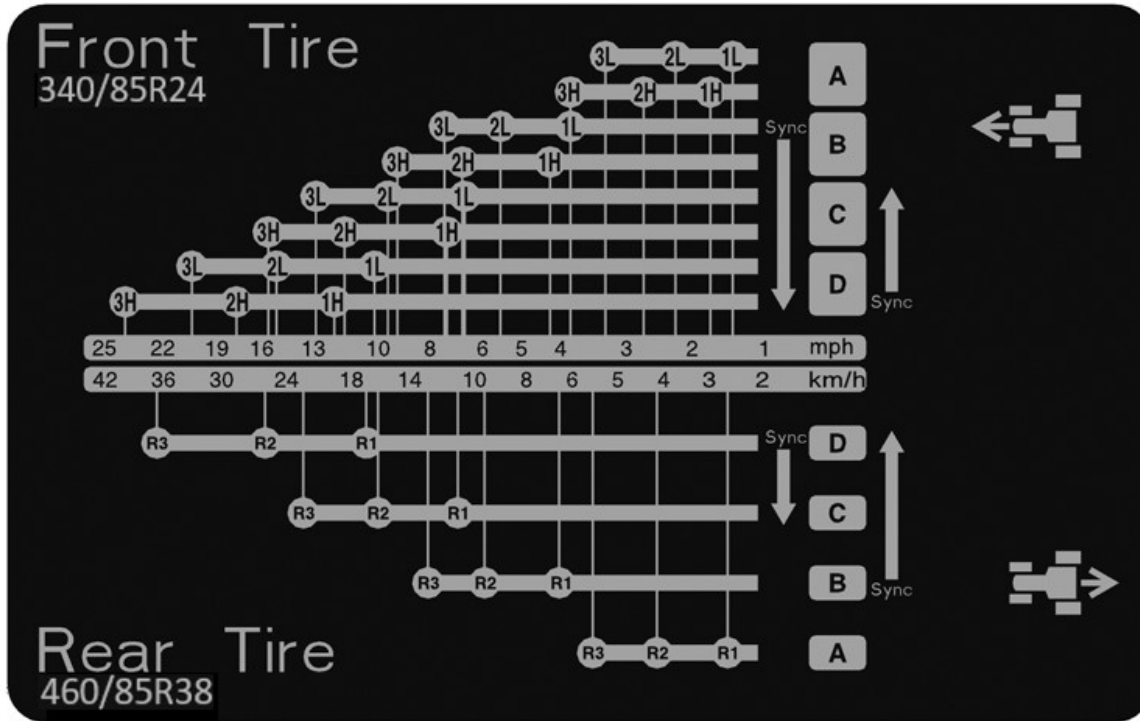 Front Tire
340/85R24
3L 2L 1L A
3H 2H 1H
3L 2L 1L Sync B
3H 2H 1H
3L 2L 1L C
3H 2H 1H
3L 2L 1L D
3H 2H 1H Sync
25 22 19 16 13 10 8 6 5 4 3 2 1 mph
42 36 30 24 18 14 10 8 6 5 4 3 2 km/h
R3 R2 R1 Sync D
R3 R2 R1 C
R3 R2 R1 B Sync
R3 R2 R1 A
Rear Tire
460/85R38